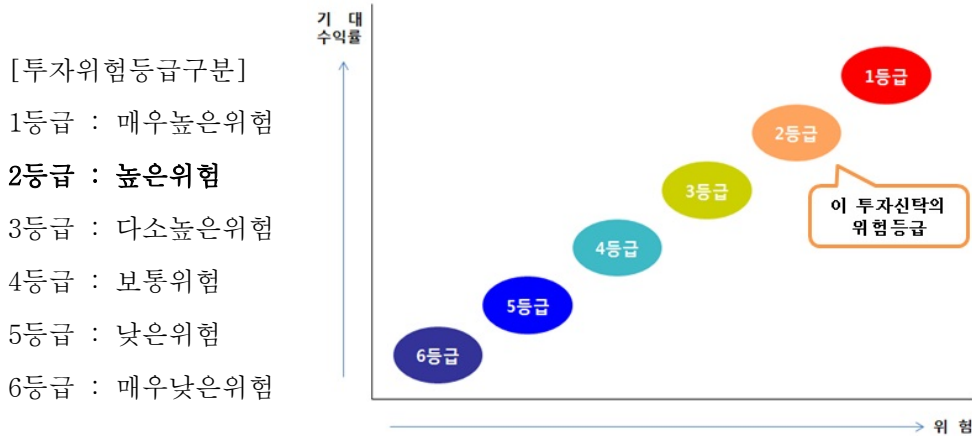 [투자위험등급구분]
1등급 : 매우높은위험
2등급 : 높은위험
3등급 : 다소높은위험
4등급 : 보통위험
5등급 : 낮은위험
6등급 : 매우낮은위험
기 대
수익률
1등급
2등급
3등급
이 투자신탁의
위험등급
4등급
5등급
6등급
위 험